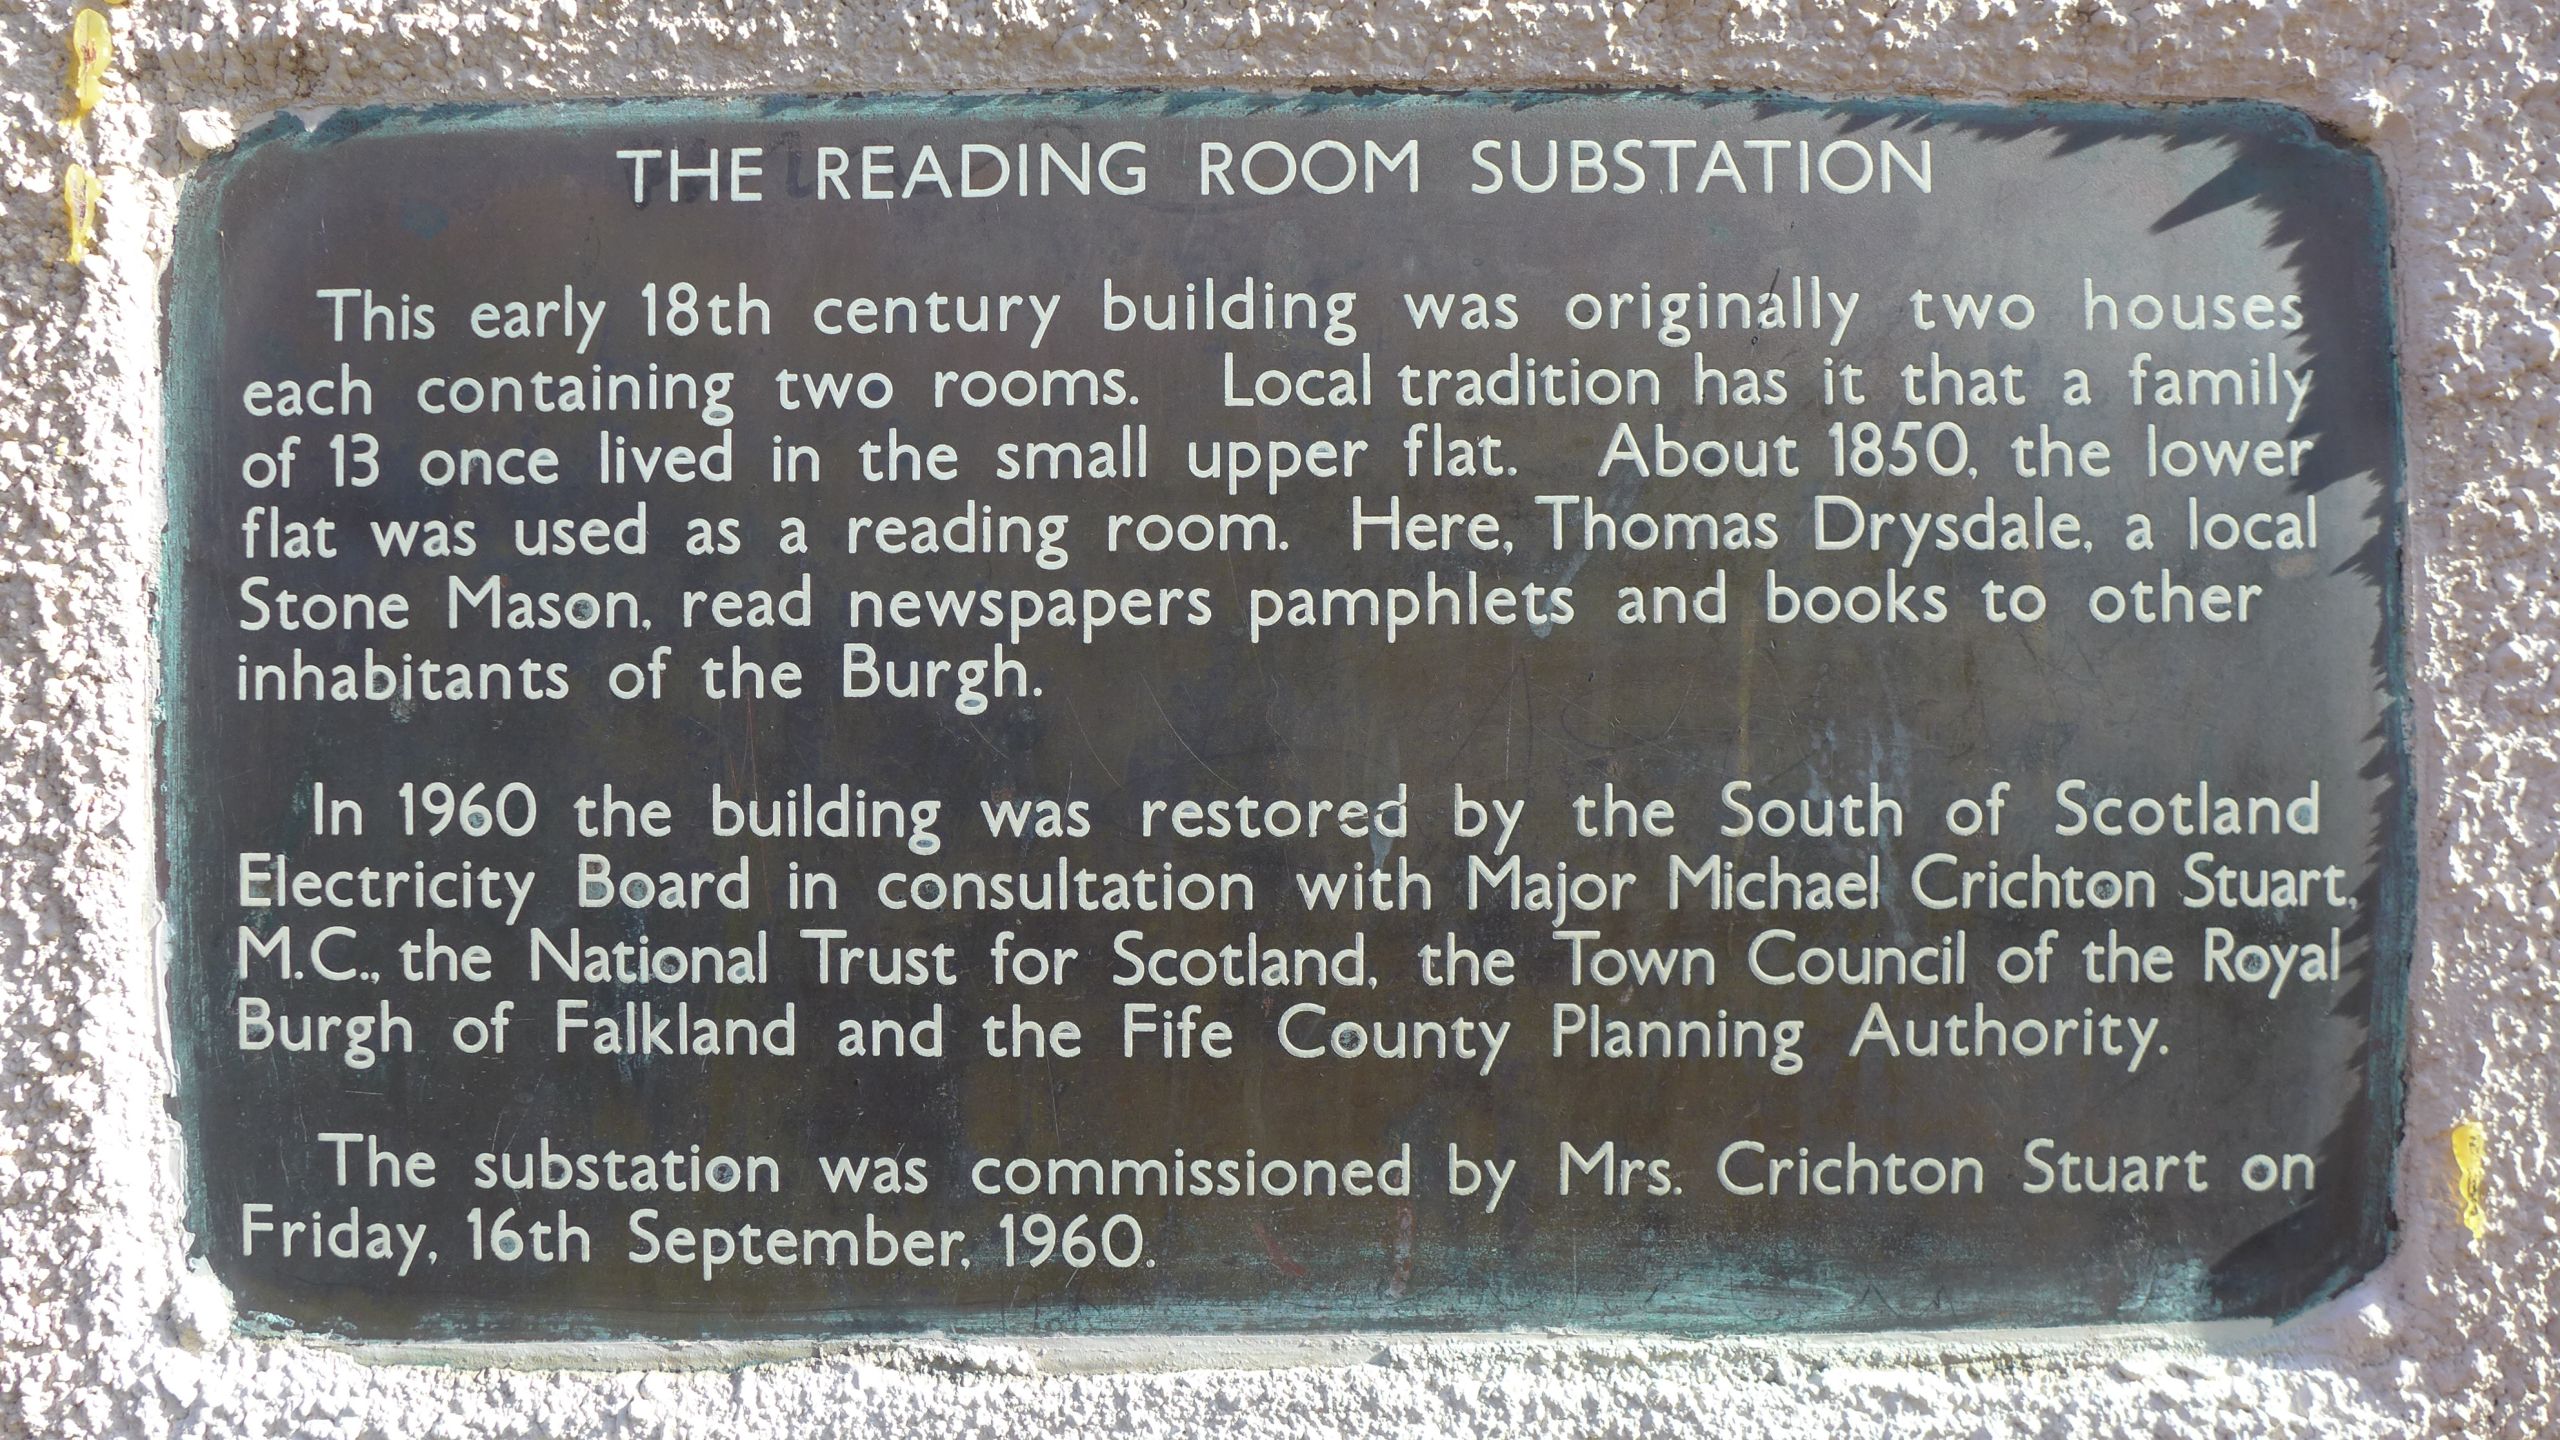 THE READING ROOM SUBSTATION
This early 18th century building was originally two houses
each containing two rooms. Local tradition has it that a family
of 13 once lived in the small upper flat. About 1850, the lower
flat was used as a reading room. Here, Thomas Drysdale, a local
Stone Mason, read newspapers pamphlets and books to other
inhabitants of the Burgh.
In 1960 the building was restored by the South of Scotland
Electricity Board in consultation with Major Michael Crichton Stuart,
M.C., the National Trust for Scotland, the Town Council of the Royal
Burgh of Falkland and the Fife County Planning Authority.
The substation was commissioned by Mrs. Crichton Stuart on
Friday, 16th September, 1960.